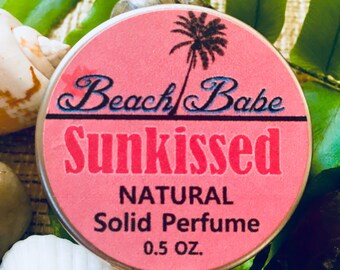 Beach Babe
Sunkissed
NATURAL
Solid Perfume
0.5 OZ.